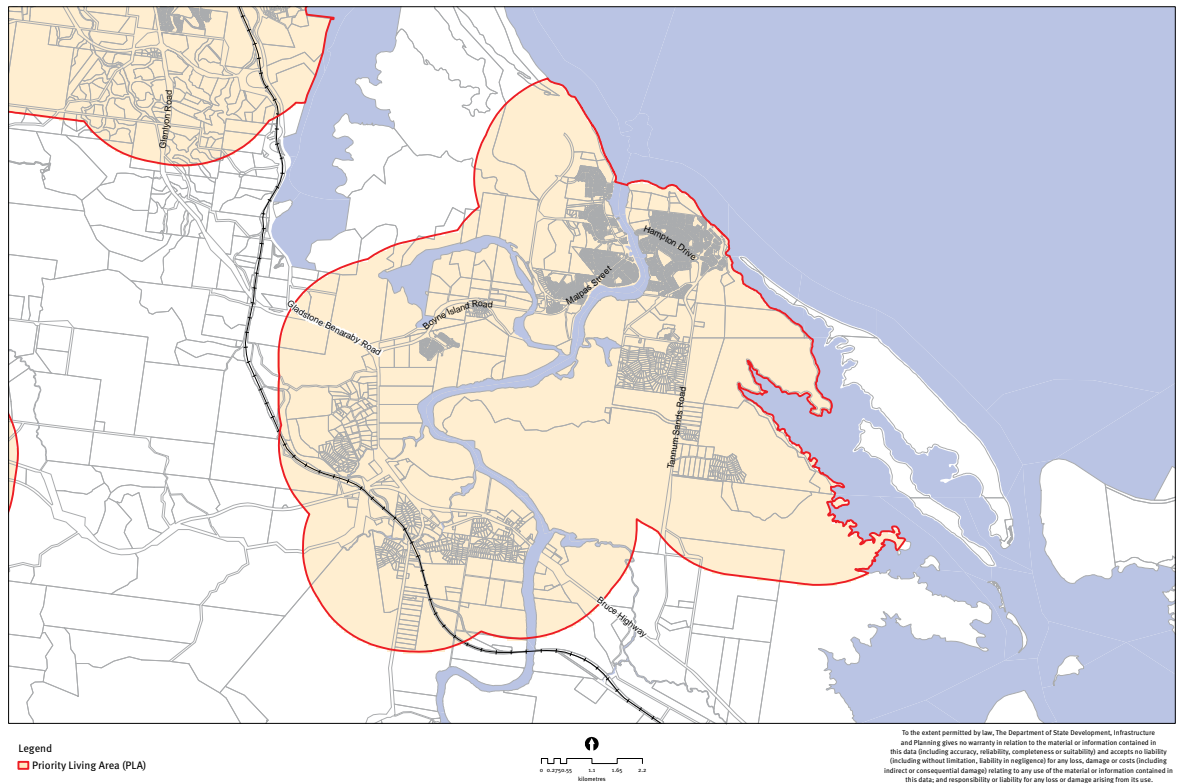 Glenlyon Road
Hampton Drive
Malpas Street
Gladstone Benaraby Road
Boyne Island Road
Tannum Sands Road
Bruce Highway
Legend
Priority Living Area (PLA)
0 0.275 0.55 1.1 1.65 2.2
kilometres
To the extent permitted by law, The Department of State Development, Infrastructure
and Planning gives no warranty in relation to the material or information contained in
this data (including accuracy, reliability, completeness or suitability) and accepts no liability
(including without limitation, liability in negligence) for any loss, damage or costs (including
indirect or consequential damage) relating to any use of the material or information contained in
this data; and responsibility or liability for any loss or damage arising from its use.